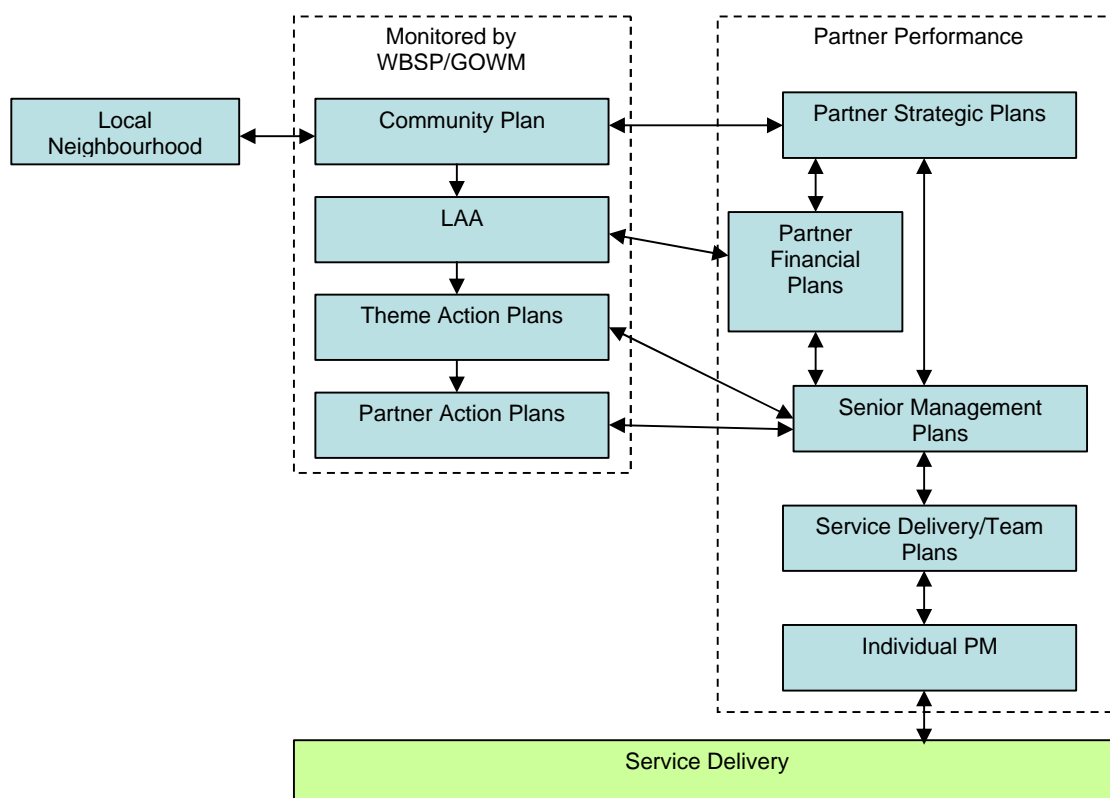 Monitored by
WBSP/GOWM
Partner Performance
Local
Neighbourhood
Community Plan
Partner Strategic Plans
LAA
Partner
Financial
Plans
Theme Action Plans
Partner Action Plans
Senior Management
Plans
Service Delivery/Team
Plans
Individual PM
Service Delivery